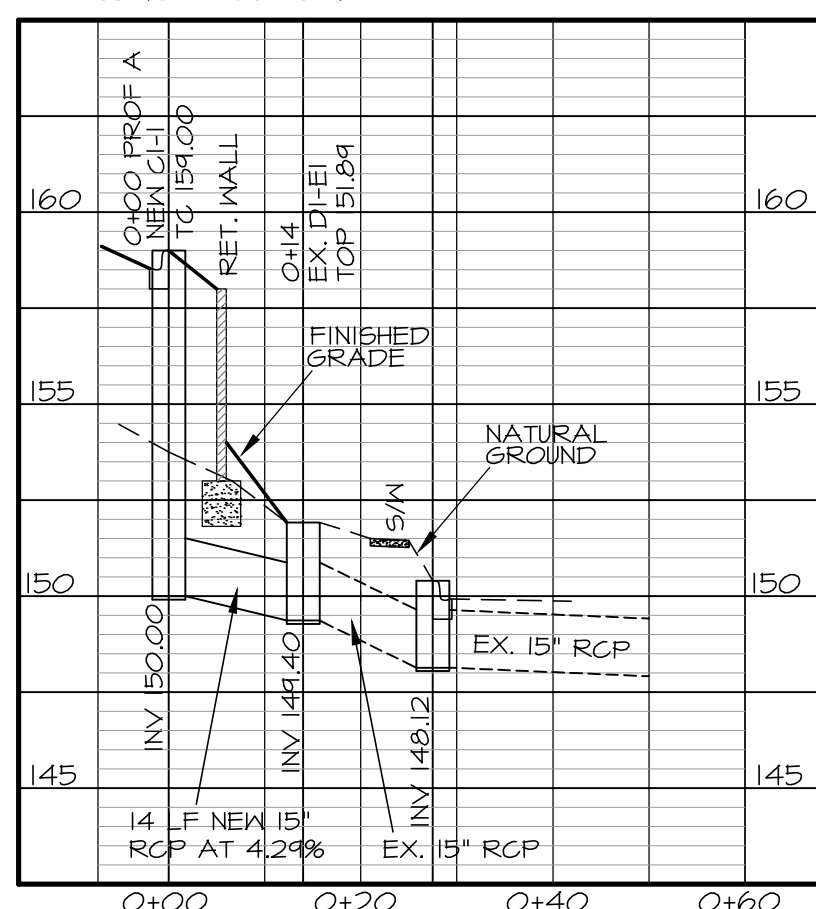 0+00 PROF A
NEW CI-1
TC 159.00
RET. WALL
0+14
EX. DI-E1
TOP 151.89
160
160
FINISHED
GRADE
155
155
NATURAL
GROUND
S/W
150
150
EX. 15" RCP
INV 150.00
INV 149.40
INV 148.12
145
145
14 LF NEW 15"
RCP AT 4.29%
EX. 15" RCP
0+00
0+20
0+40
0+60